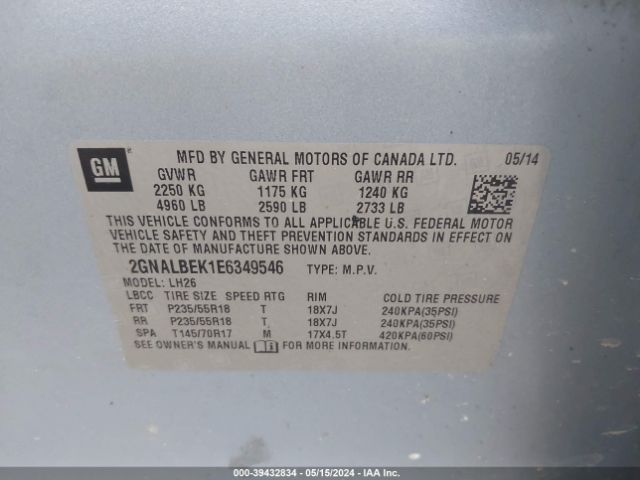 GM
MFD BY GENERAL MOTORS OF CANADA LTD. 05/14
GVWR GAWR FRT GAWR RR
2250 KG 1175 KG 1240 KG
4960 LB 2590 LB 2733 LB
THIS VEHICLE CONFORMS TO ALL APPLICABLE U.S. FEDERAL MOTOR
VEHICLE SAFETY AND THEFT PREVENTION STANDARDS IN EFFECT ON
THE DATE OF MANUFACTURE SHOWN ABOVE.
2GNALBEK1E6349546 TYPE: M.P.V.
MODEL: LH26
LBCC TIRE SIZE SPEED RTG RIM COLD TIRE PRESSURE
FRT P235/55R18 T 18X7J 240KPA(35PSI)
RR P235/55R18 T 18X7J 240KPA(35PSI)
SPA T145/70R17 M 17X4.5T 420KPA(60PSI)
SEE OWNER'S MANUAL FOR MORE INFORMATION.
000-39432834 - 05/15/2024 - IAA Inc.